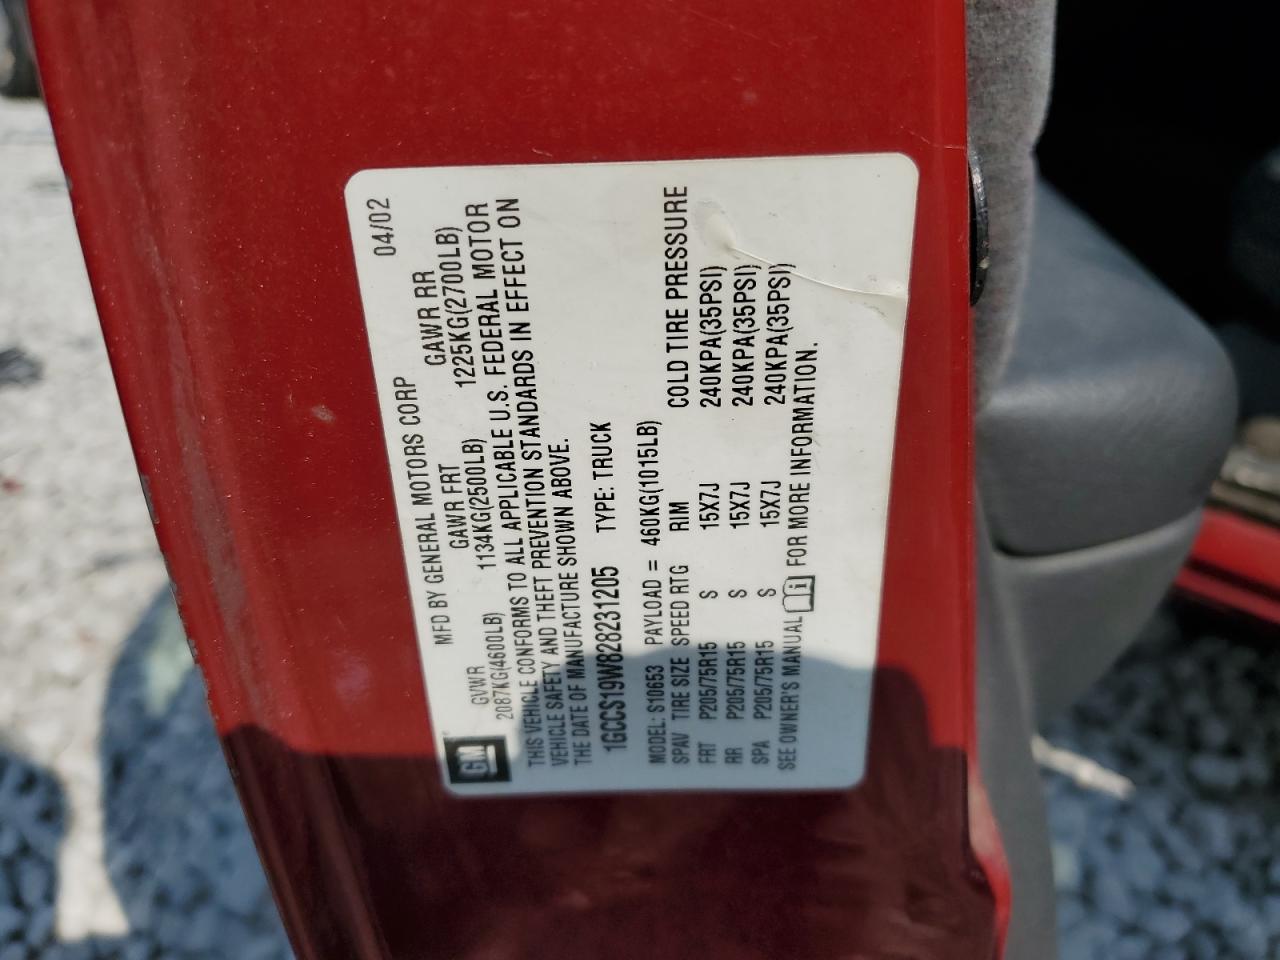 MFD BY GENERAL MOTORS CORP 04/02
GVWR GAWR FRT GAWR RR
2087KG(4600LB) 1134KG(2500LB) 1225KG(2700LB)
THIS VEHICLE CONFORMS TO ALL APPLICABLE U.S. FEDERAL MOTOR
VEHICLE SAFETY AND THEFT PREVENTION STANDARDS IN EFFECT ON
THE DATE OF MANUFACTURE SHOWN ABOVE.
1GCCS19W828231205 TYPE: TRUCK
MODEL: S10653 PAYLOAD = 460KG(1015LB)
SPAV TIRE SIZE SPEED RTG RIM COLD TIRE PRESSURE
FRT P205/75R15 S 15X7J 240KPA(35PSI)
RR P205/75R15 S 15X7J 240KPA(35PSI)
SPA P205/75R15 S 15X7J 240KPA(35PSI)
SEE OWNER'S MANUAL FOR MORE INFORMATION.
GM